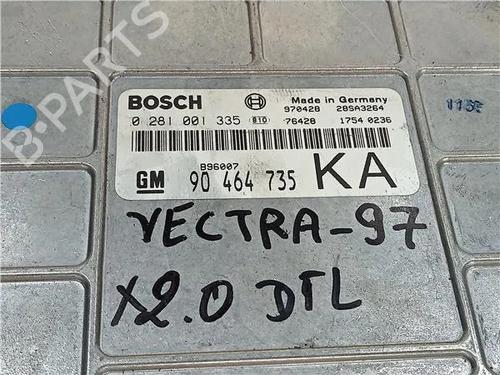 B-PARTS
BOSCH Made in Germany
970428 28SA3264
0 281 001 335 810 76428 1754 0236
B96007
GM 90 464 735 KA
VECTRA-97
X2.0 DTL